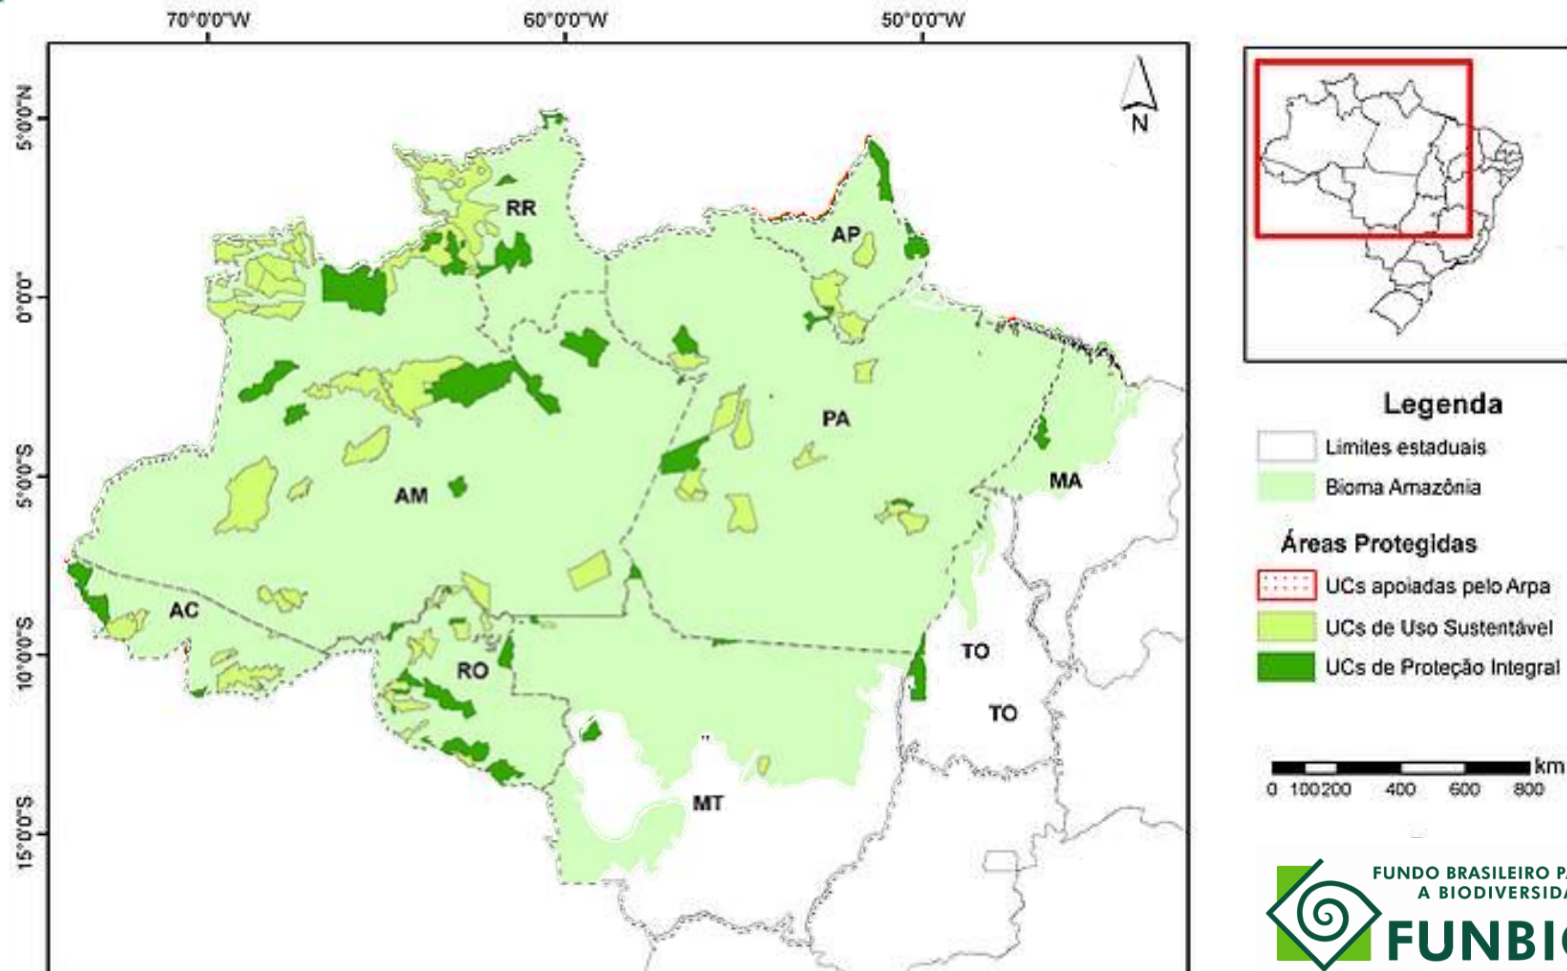 70°0'0"W
60°0'0"W
50°0'0"W
5°0'0"N
0°0'0"
5°0'0"S
10°0'0"S
15°0'0"S
N
RR
AP
AM
PA
MA
AC
RO
TO
TO
MT
Legenda
Limites estaduais
Bioma Amazônia
Áreas Protegidas
UCs apoiadas pelo Arpa
UCs de Uso Sustentável
UCs de Proteção Integral
km
0 100 200 400 600 800
FUNDO BRASILEIRO PA
A BIODIVERSIDA
FUNBIO